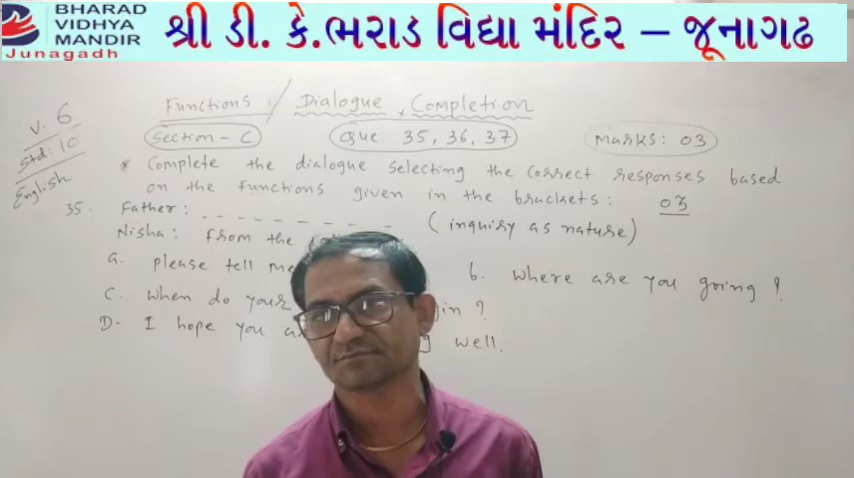 BHARAD
VIDHYA
MANDIR
Junagadh
શ્રી ડી. કે.ભરાડ વિદ્યા મંદિર – જૂનાગઢ
V. 6
Std: 10
English
Functions / Dialogue Completion
Section - C Que 35, 36, 37 Marks: 03
* Complete the dialogue selecting the correct responses based
on the functions given in the brackets: 03
35. Father: _ _ _ _ _ _ _ _ _ (inquiry as nature)
Nisha: From the
a. please tell me
b. where are you going?
C. when do your in?
D- I hope you well.